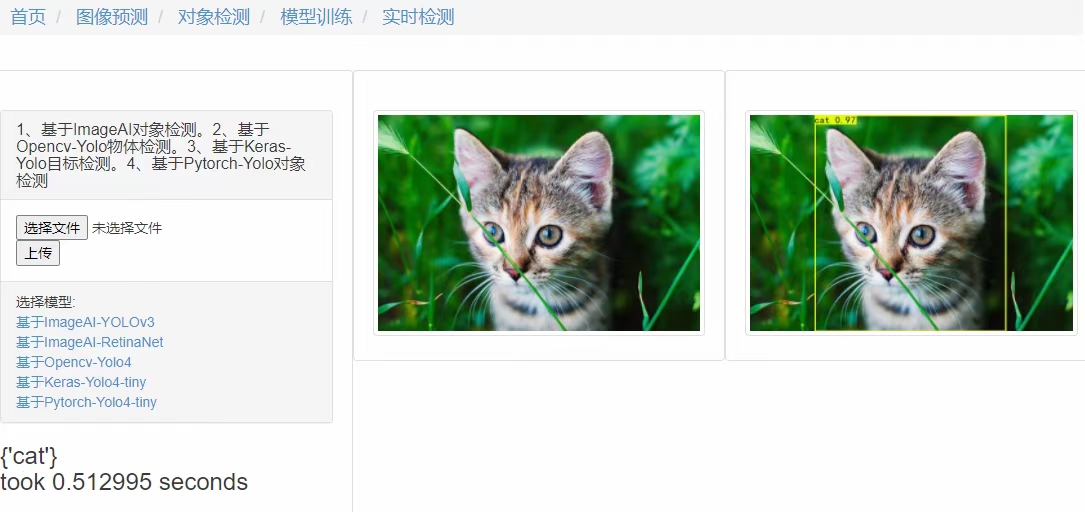 首页 / 图像预测 / 对象检测 / 模型训练 / 实时检测
1、基于ImageAI对象检测。2、基于
Opencv-Yolo物体检测。3、基于Keras-
Yolo目标检测。4、基于Pytorch-Yolo对象
检测
选择文件 未选择文件
上传
选择模型:
基于ImageAI-YOLOv3
基于ImageAI-RetinaNet
基于Opencv-Yolo4
基于Keras-Yolo4-tiny
基于Pytorch-Yolo4-tiny
{'cat'}
took 0.512995 seconds
cat 0.97